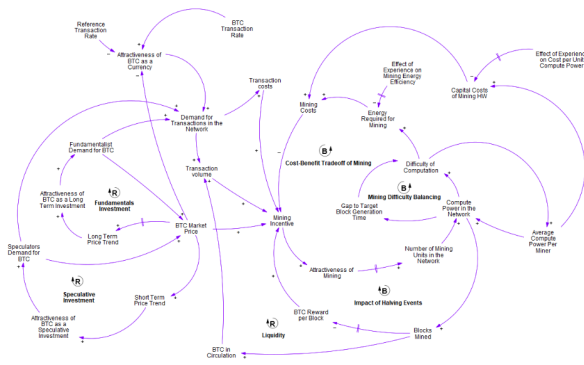 Reference
Transaction
Rate
BTC
Transaction
Rate
Attractiveness of
BTC as a
Currency
Effect of
Experience on
Mining Energy
Efficiency
Effect of Experience
on Cost per Unit
Compute Power
Transaction
costs
Mining
Costs
Capital Costs
of Mining HW
Demand for
Transactions in the
Network
Energy
Required for
Mining
Fundamentalist
Demand for BTC
B
Cost-Benefit Tradeoff of Mining
Difficulty of
Computation
Transaction
volume
Attractiveness of
BTC as a Long
Term Investment
R
Fundamentals
Investment
B
Mining Difficulty Balancing
Gap to Target
Block Generation
Time
Compute
Power in the
Network
BTC Market
Price
Mining
Incentive
Long Term
Price Trend
Average
Compute
Power Per
Miner
Speculators
Demand for
BTC
Number of Mining
Units in the
Network
Attractiveness of
Mining
R
Speculative
Investment
Short Term
Price Trend
B
Impact of Halving Events
BTC Reward
per Block
Attractiveness of
BTC as a
Speculative
Investment
R
Liquidity
Blocks
Mined
BTC in
Circulation